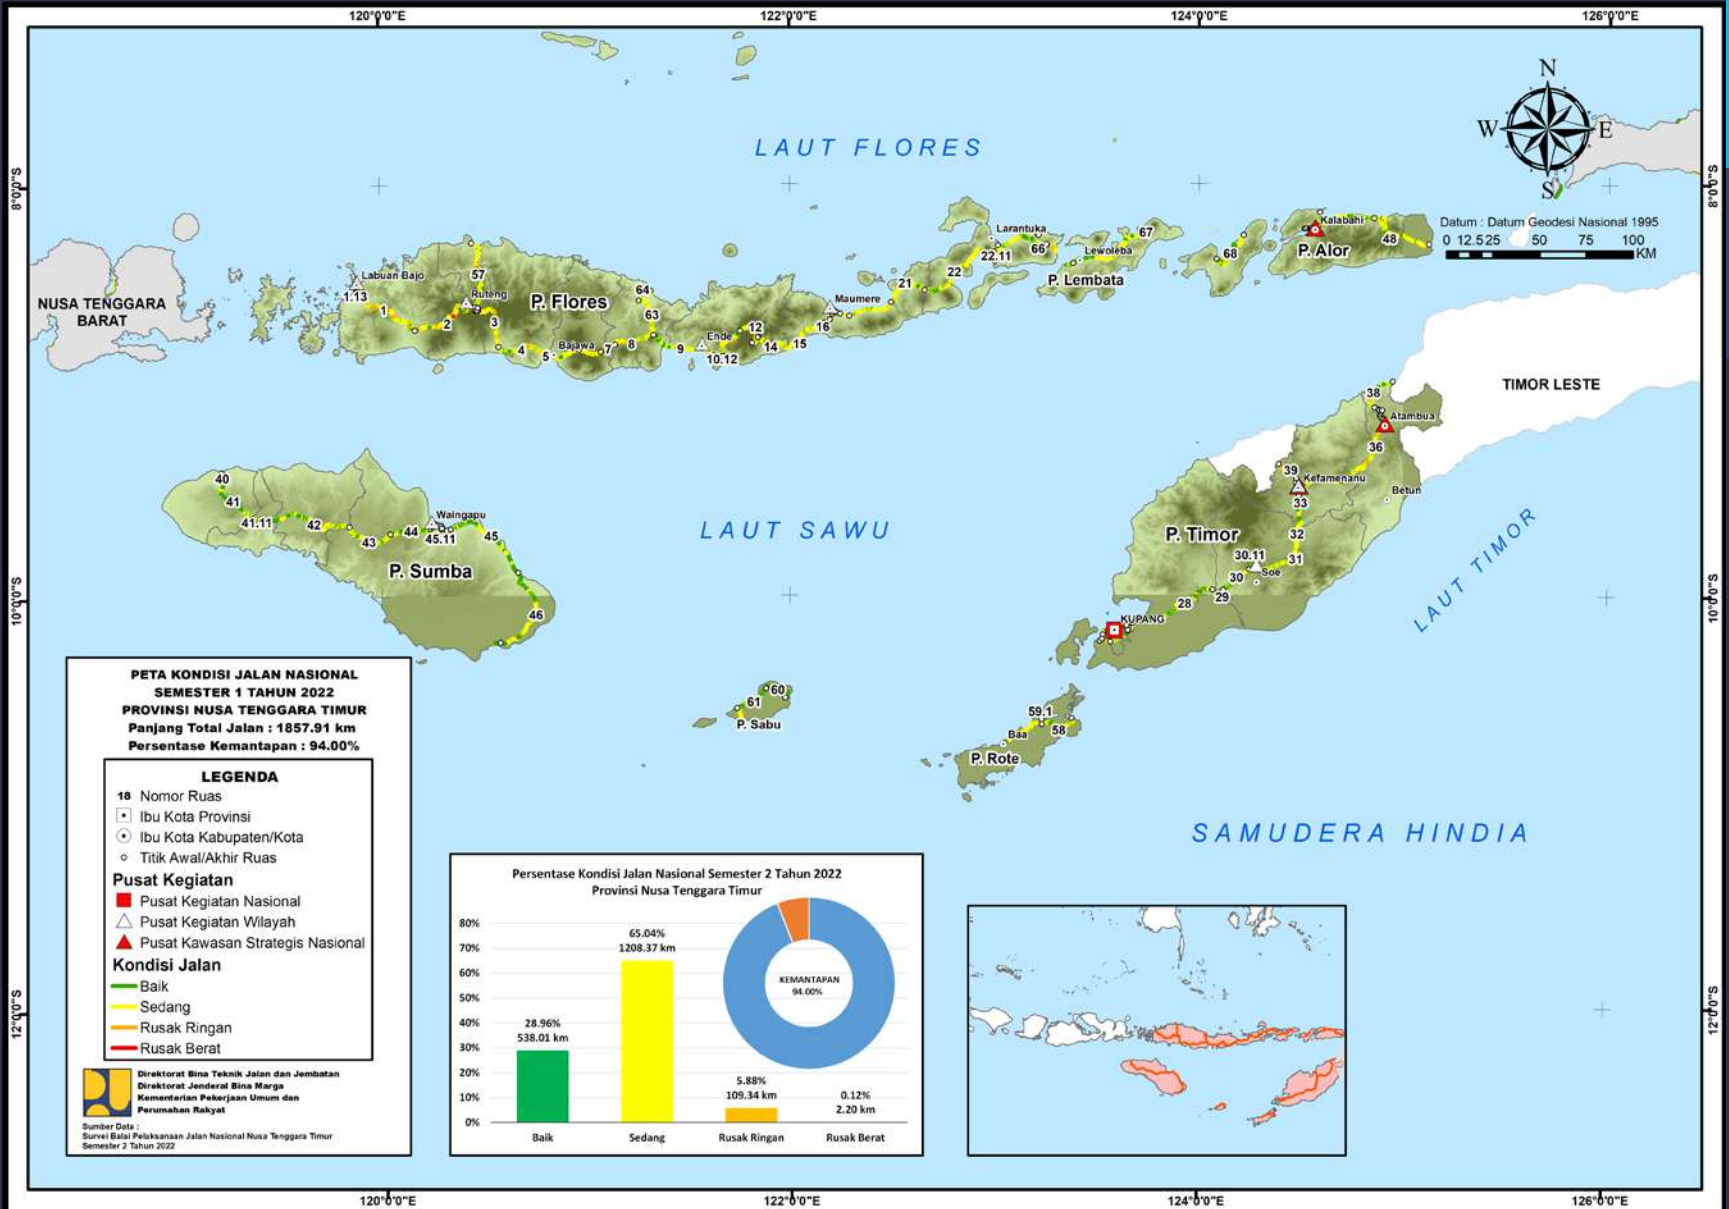 120°0'0"E
122°0'0"E
124°0'0"E
126°0'0"E
N
W
E
S
LAUT FLORES
8°0'0"S
8°0'0"S
Datum : Datum Geodesi Nasional 1995
0 12.5 25 50 75 100
KM
NUSA TENGGARA
BARAT
Labuan Bajo
1.13
1
2
57
Ruteng
3
4
5
Bajawa
7
8
P. Flores
64
63
9
Ende
10.12
12
14
15
16
Maumere
21
22
Larantuka
22.11
66
67
Lewoleba
P. Lembata
68
Kalabahi
P. Alor
48
TIMOR LESTE
38
Atambua
36
39
Kefamenanu
33
Betun
P. Timor
32
31
30.11
Soe
30
29
28
KUPANG
40
41
41.11
42
43
44
Waingapu
45.11
45
46
P. Sumba
LAUT SAWU
LAUT TIMOR
10°0'0"S
10°0'0"S
60
61
P. Sabu
59.1
58
Baa
P. Rote
SAMUDERA HINDIA
PETA KONDISI JALAN NASIONAL
SEMESTER 1 TAHUN 2022
PROVINSI NUSA TENGGARA TIMUR
Panjang Total Jalan : 1857.91 km
Persentase Kemantapan : 94.00%
LEGENDA
18 Nomor Ruas
Ibu Kota Provinsi
Ibu Kota Kabupaten/Kota
Titik Awal/Akhir Ruas
Pusat Kegiatan
Pusat Kegiatan Nasional
Pusat Kegiatan Wilayah
Pusat Kawasan Strategis Nasional
Kondisi Jalan
Baik
Sedang
Rusak Ringan
Rusak Berat
Direktorat Bina Teknik Jalan dan Jembatan
Direktorat Jenderal Bina Marga
Kementerian Pekerjaan Umum dan
Perumahan Rakyat
Sumber Data :
Survei Balai Pelaksanaan Jalan Nasional Nusa Tenggara Timur
Semester 2 Tahun 2022
Persentase Kondisi Jalan Nasional Semester 2 Tahun 2022
Provinsi Nusa Tenggara Timur
80%
70%
60%
50%
40%
30%
20%
10%
0%
28.96%
538.01 km
65.04%
1208.37 km
5.88%
109.34 km
0.12%
2.20 km
KEMANTAPAN
94.00%
Baik
Sedang
Rusak Ringan
Rusak Berat
12°0'0"S
12°0'0"S
120°0'0"E
122°0'0"E
124°0'0"E
126°0'0"E